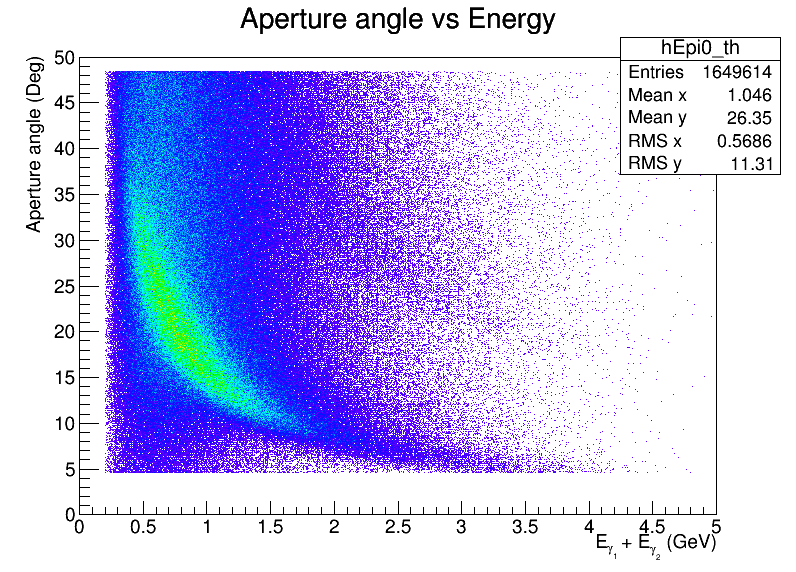 Aperture angle vs Energy
hEpi0_th
Entries 1649614
Mean x 1.046
Mean y 26.35
RMS x 0.5686
RMS y 11.31
Aperture angle (Deg)
50
45
40
35
30
25
20
15
10
5
0
0 0.5 1 1.5 2 2.5 3 3.5 4 4.5 5
Eγ1 + Eγ2 (GeV)